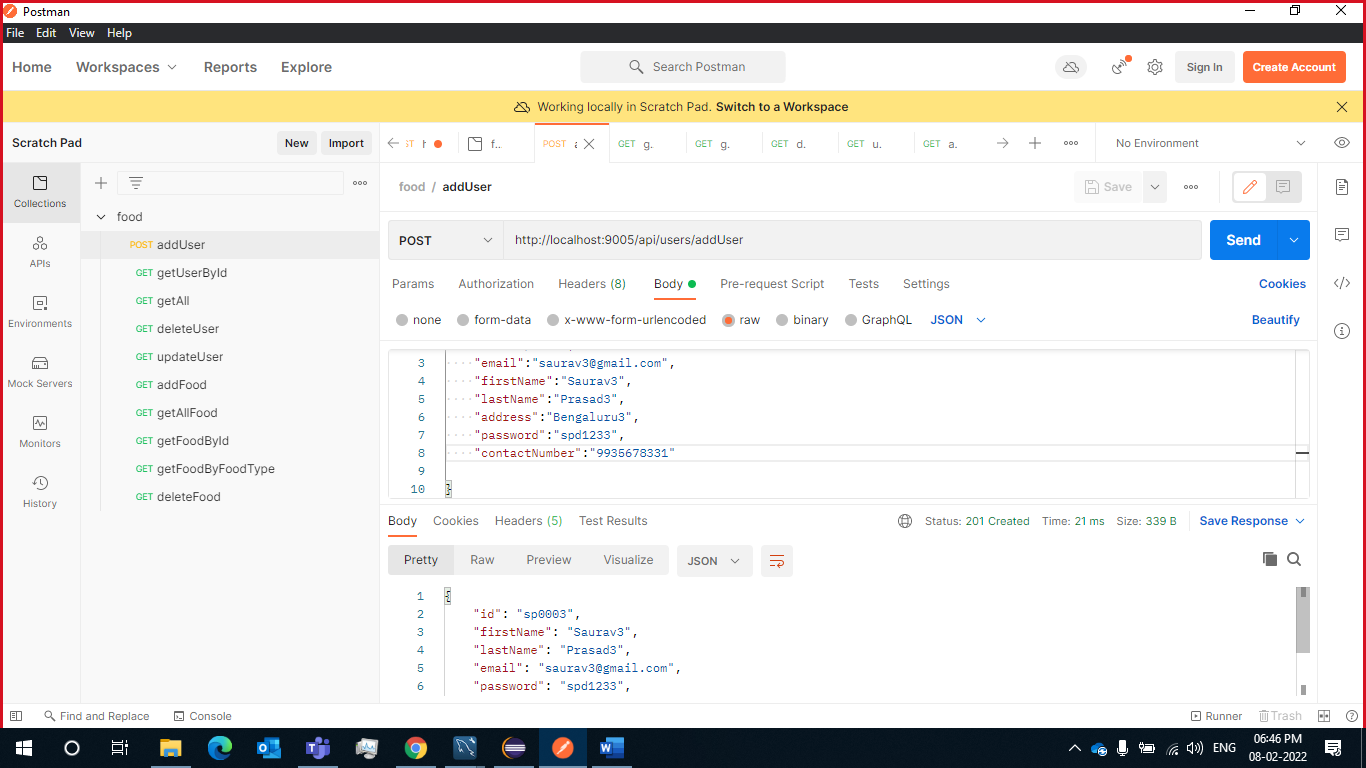 Postman
File Edit View Help
Home Workspaces Reports Explore Search Postman Sign In Create Account
Working locally in Scratch Pad. Switch to a Workspace
Scratch Pad New Import
POST GET g. GET g. GET d. GET u. GET a. No Environment
f..
Collections
APIs
Environments
Mock Servers
Monitors
History
food
POST addUser
GET getUserById
GET getAll
GET deleteUser
GET updateUser
GET addFood
GET getAllFood
GET getFoodById
GET getFoodByFoodType
GET deleteFood
food / addUser Save
POST http://localhost:9005/api/users/addUser Send
Params Authorization Headers (8) Body Pre-request Script Tests Settings Cookies
none form-data x-www-form-urlencoded raw binary GraphQL JSON Beautify
3 "email":"saurav3@gmail.com",
4 "firstName":"Saurav3",
5 "lastName":"Prasad3",
6 "address":"Bengaluru3",
7 "password":"spd1233",
8 "contactNumber":"9935678331"
9
10 }
Body Cookies Headers (5) Test Results Status: 201 Created Time: 21 ms Size: 339 B Save Response
Pretty Raw Preview Visualize JSON
1 {
2 "id": "sp0003",
3 "firstName": "Saurav3",
4 "lastName": "Prasad3",
5 "email": "saurav3@gmail.com",
6 "password": "spd1233",
Find and Replace Console Runner Trash
ENG 06:46 PM
08-02-2022